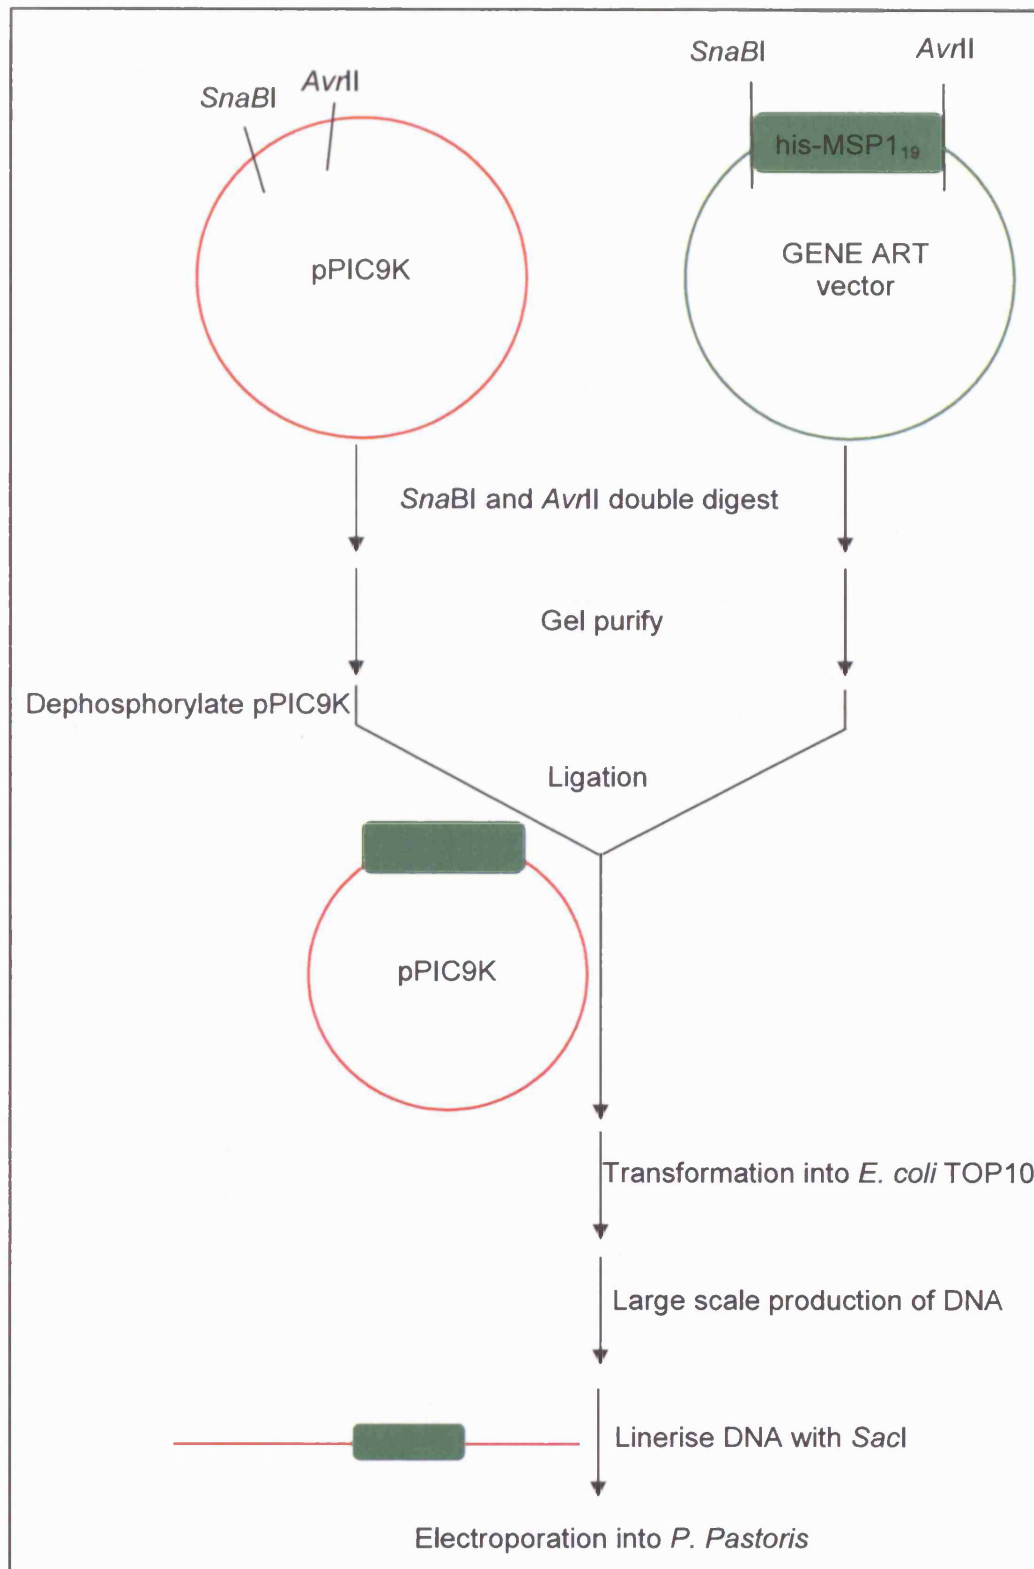 SnaBI
AvrII
SnaBI
AvrII
his-MSP1₁₉
pPIC9K
GENE ART
vector
SnaBI and AvrII double digest
Gel purify
Dephosphorylate pPIC9K
Ligation
pPIC9K
Transformation into E. coli TOP10
Large scale production of DNA
Linerise DNA with SacI
Electroporation into P. Pastoris